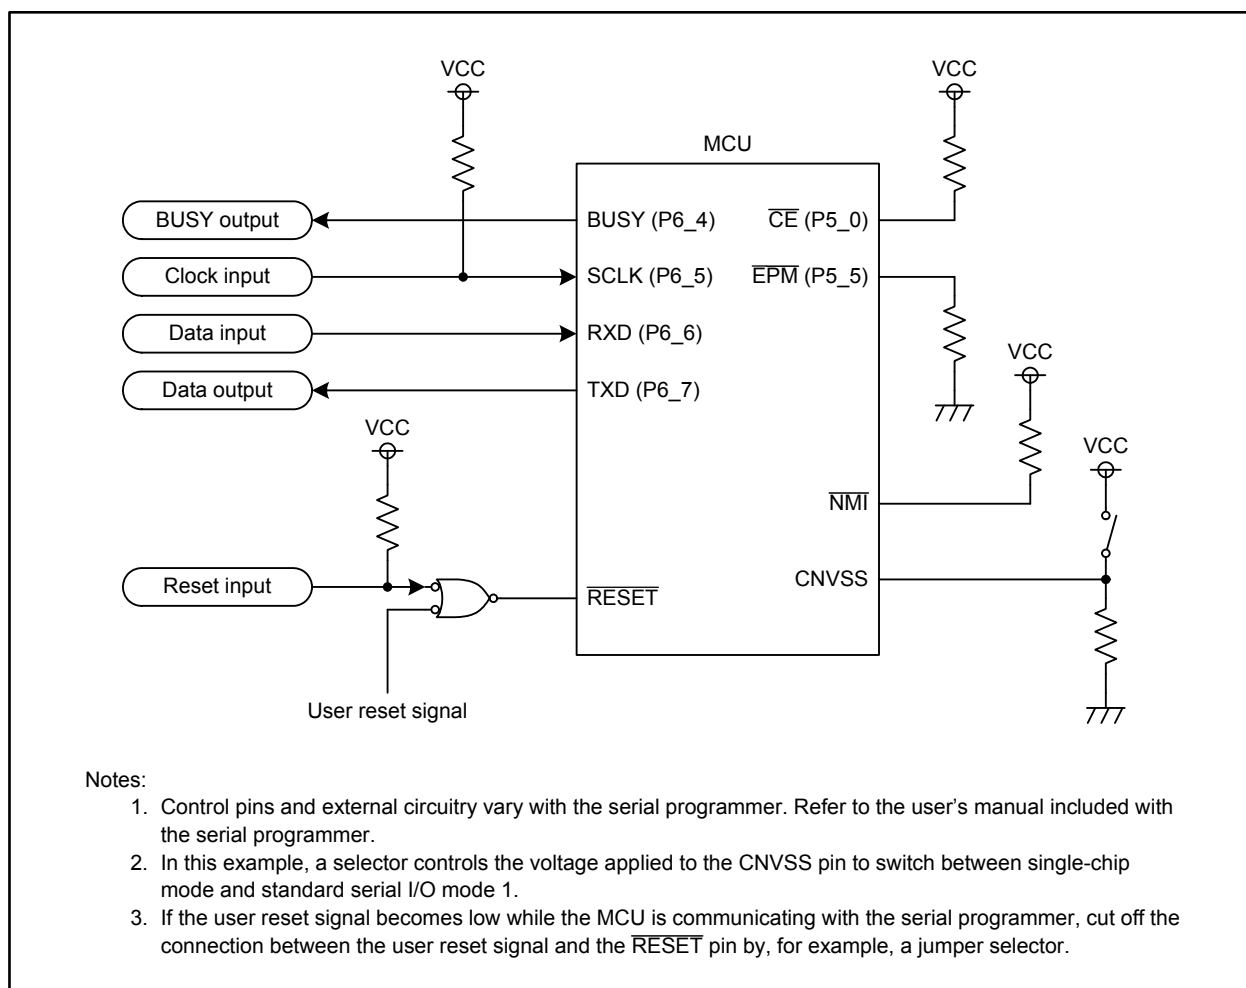 VCC
VCC
MCU
BUSY output
BUSY (P6_4)
C̅E̅ (P5_0)
Clock input
SCLK (P6_5)
E̅P̅M̅ (P5_5)
Data input
RXD (P6_6)
VCC
Data output
TXD (P6_7)
VCC
VCC
N̅M̅I̅
Reset input
CNVSS
R̅E̅S̅E̅T̅
User reset signal
Notes:
1. Control pins and external circuitry vary with the serial programmer. Refer to the user's manual included with
the serial programmer.
2. In this example, a selector controls the voltage applied to the CNVSS pin to switch between single-chip
mode and standard serial I/O mode 1.
3. If the user reset signal becomes low while the MCU is communicating with the serial programmer, cut off the
connection between the user reset signal and the R̅E̅S̅E̅T̅ pin by, for example, a jumper selector.